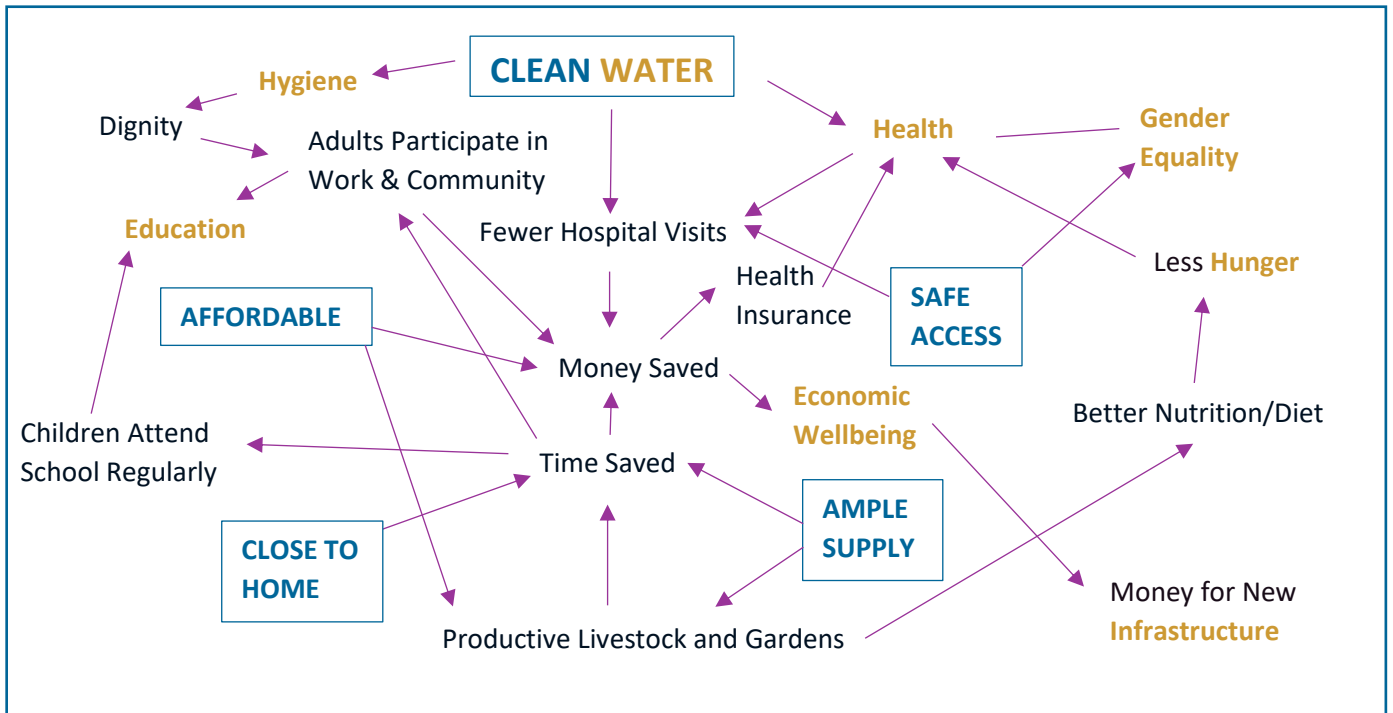 CLEAN WATER
Hygiene
Dignity
Adults Participate in
Work & Community
Health
Gender
Equality
Education
Fewer Hospital Visits
Health
Insurance
SAFE
ACCESS
Less Hunger
AFFORDABLE
Money Saved
Economic
Wellbeing
Better Nutrition/Diet
Children Attend
School Regularly
Time Saved
CLOSE TO
HOME
AMPLE
SUPPLY
Productive Livestock and Gardens
Money for New
Infrastructure